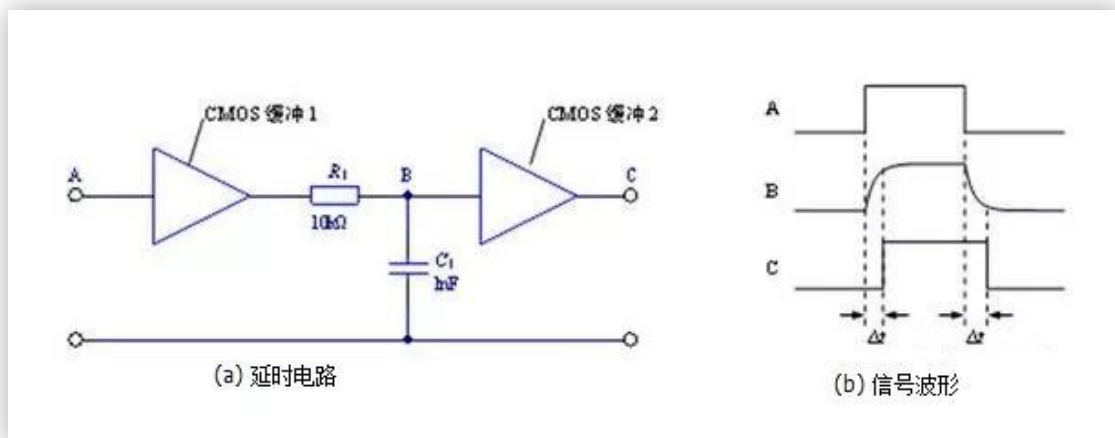 CMOS 缓冲1
CMOS 缓冲2
A
R₁
B
C
10kΩ
C₁
1nF
(a) 延时电路
A
B
C
Δt
Δt
(b) 信号波形